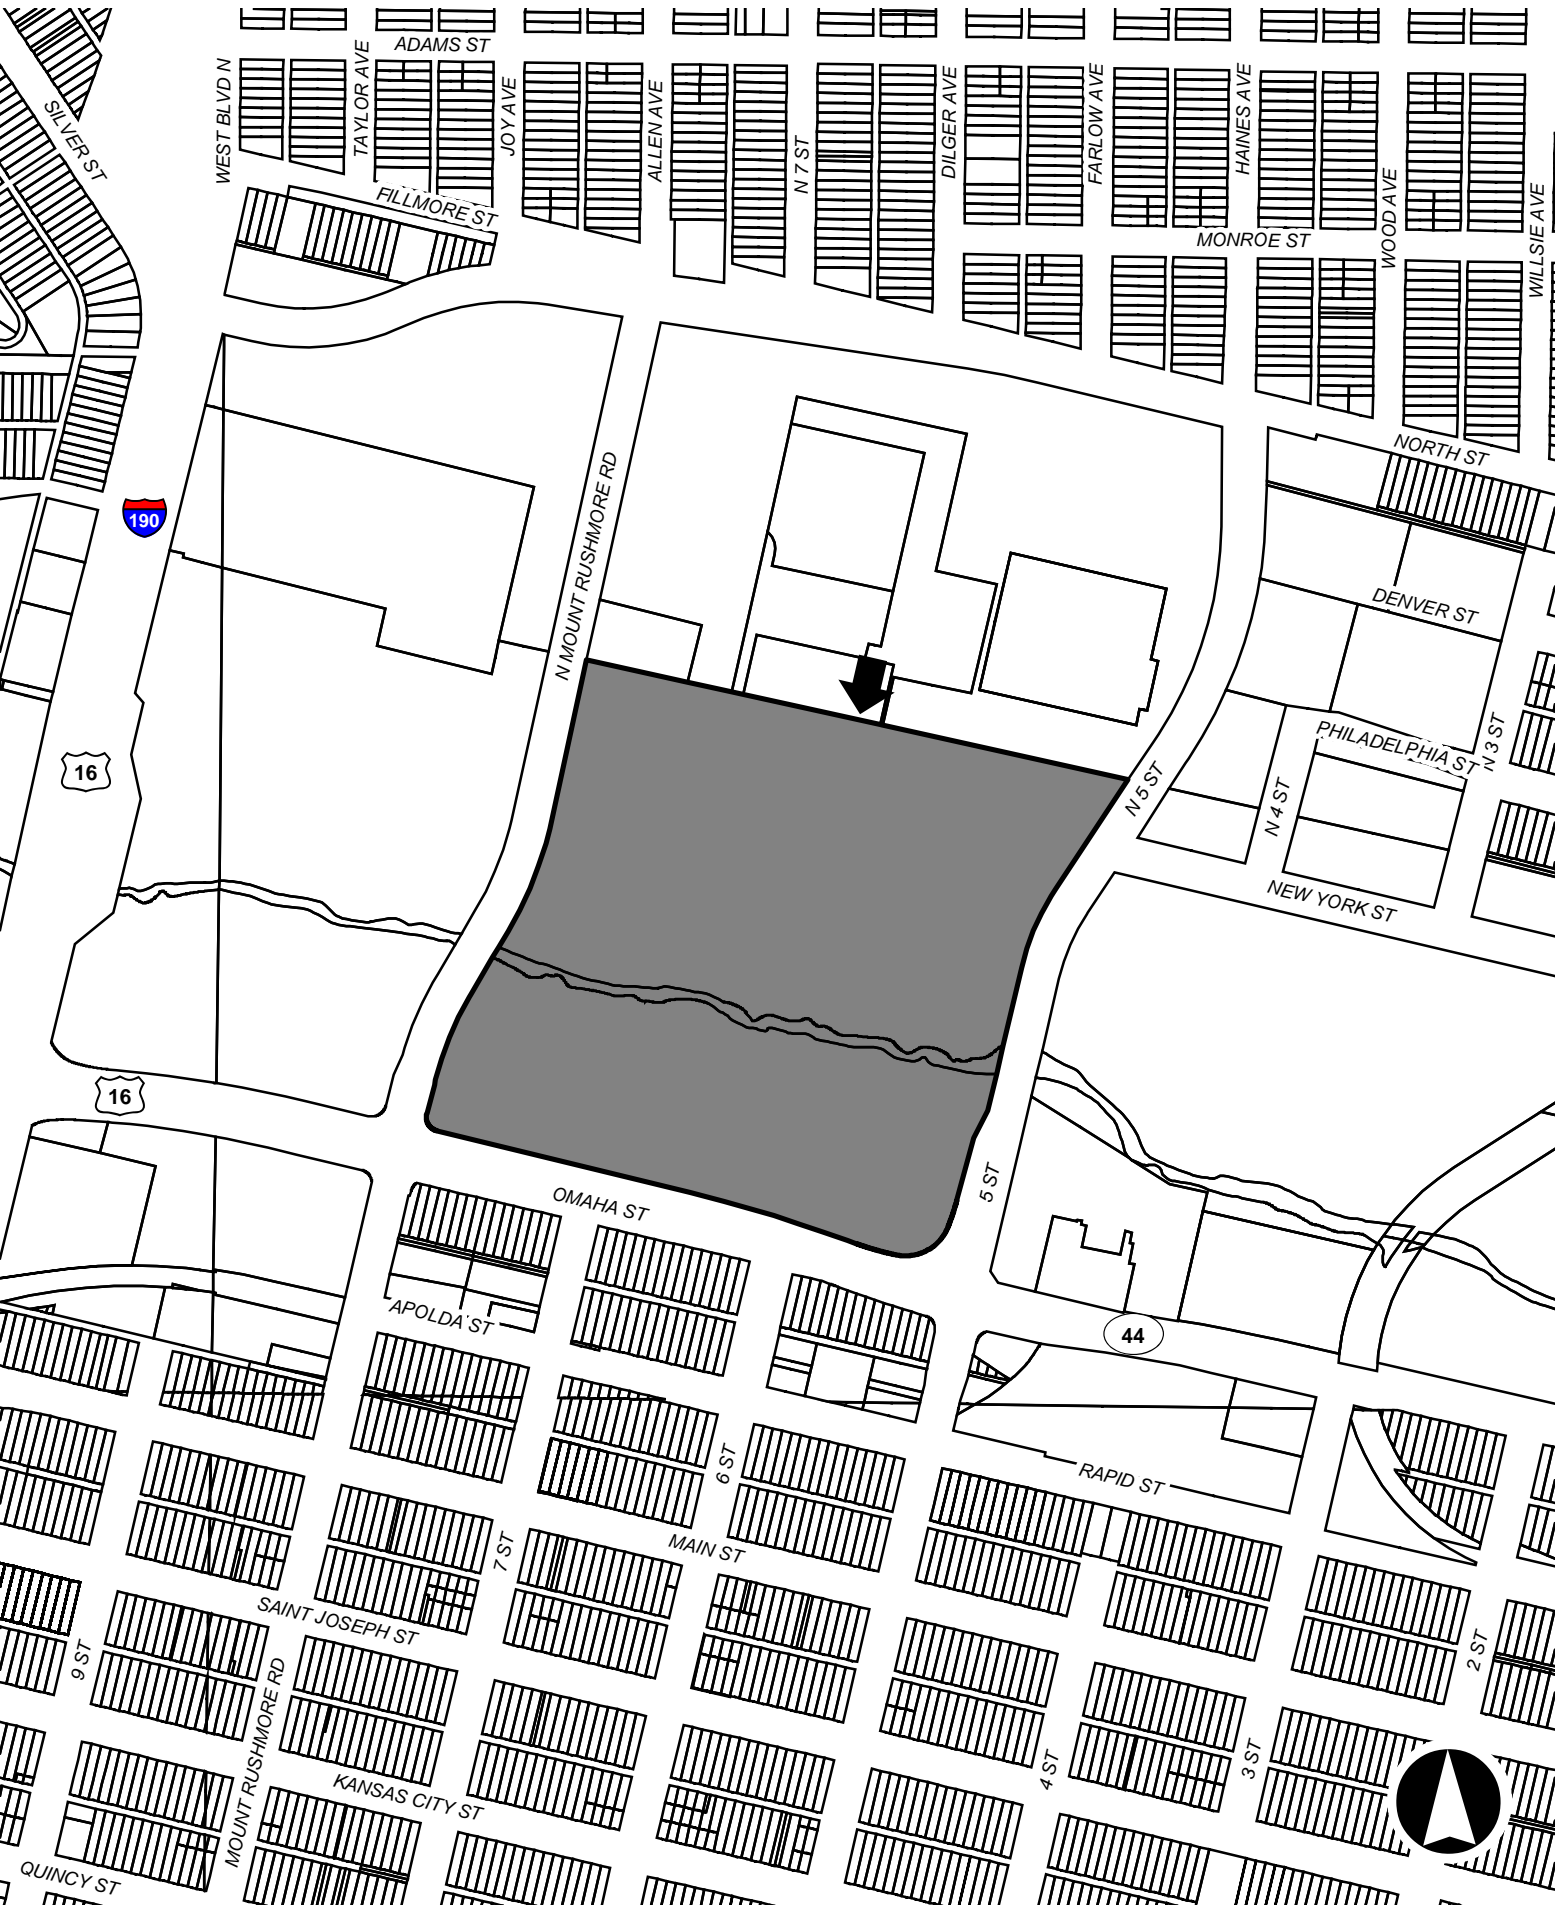 ADAMS ST
WEST BLVD N
TAYLOR AVE
JOY AVE
ALLEN AVE
N 7 ST
DILGER AVE
FARLOW AVE
HAINES AVE
WOOD AVE
WILLSIE AVE
SILVER ST
FILLMORE ST
MONROE ST
NORTH ST
190
N MOUNT RUSHMORE RD
DENVER ST
PHILADELPHIA ST
N 3 ST
16
N 5 ST
N 4 ST
NEW YORK ST
16
5 ST
OMAHA ST
APOLDA ST
44
6 ST
RAPID ST
MAIN ST
7 ST
SAINT JOSEPH ST
9 ST
2 ST
MOUNT RUSHMORE RD
4 ST
3 ST
KANSAS CITY ST
QUINCY ST